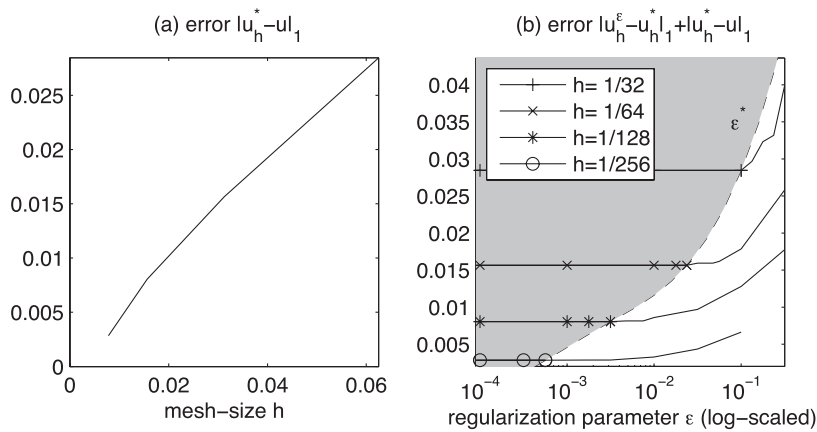 (a) error |u*h−u|1
0.025
0.02
0.015
0.01
0.005
0
0 0.02 0.04 0.06
mesh−size h
(b) error |uεh−u*h|1+|u*h−u|1
0.04
0.035
0.03
0.025
0.02
0.015
0.01
0.005
h= 1/32
h= 1/64
h=1/128
h=1/256
ε*
10−4 10−3 10−2 10−1
regularization parameter ε (log−scaled)